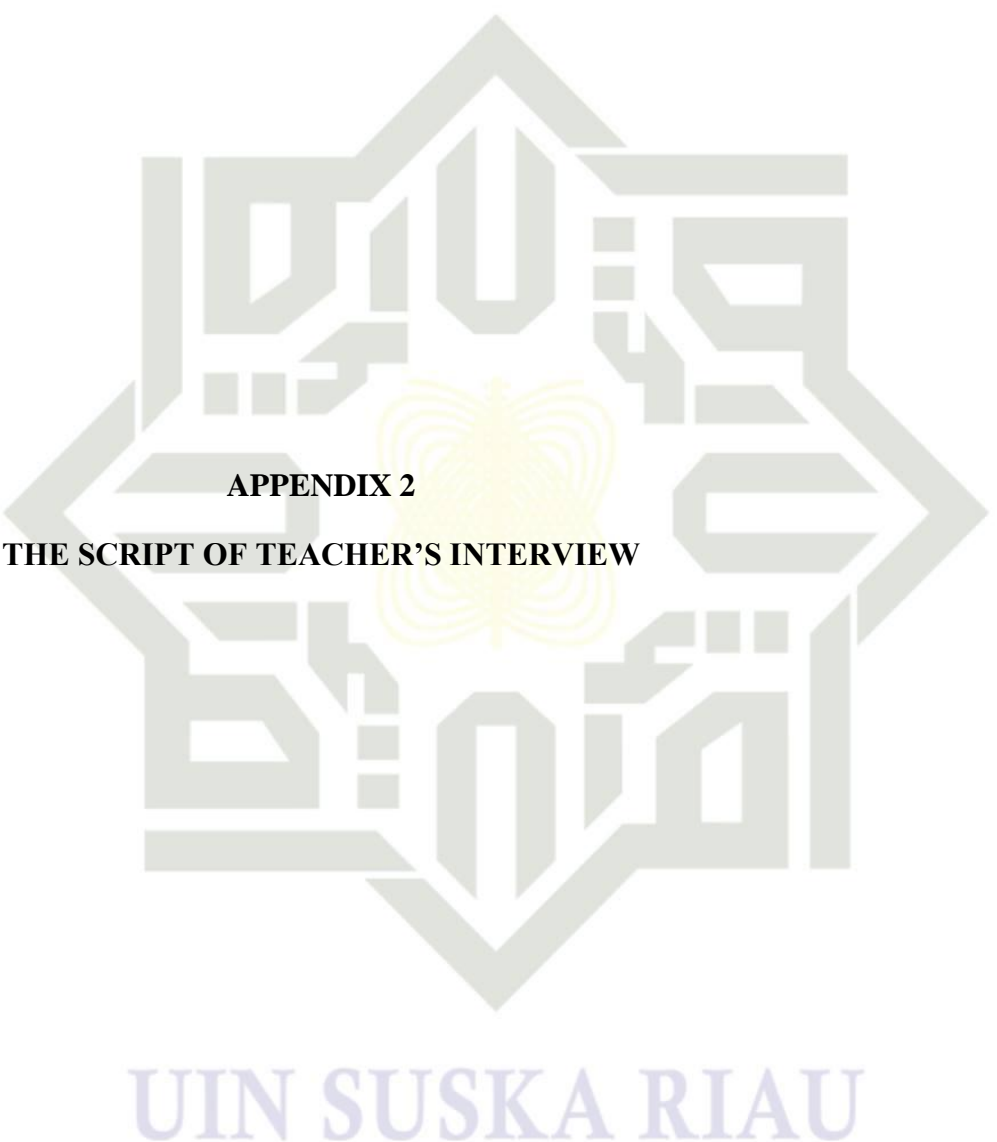 APPENDIX 2
THE SCRIPT OF TEACHER’S INTERVIEW
UIN SUSKA RIAU